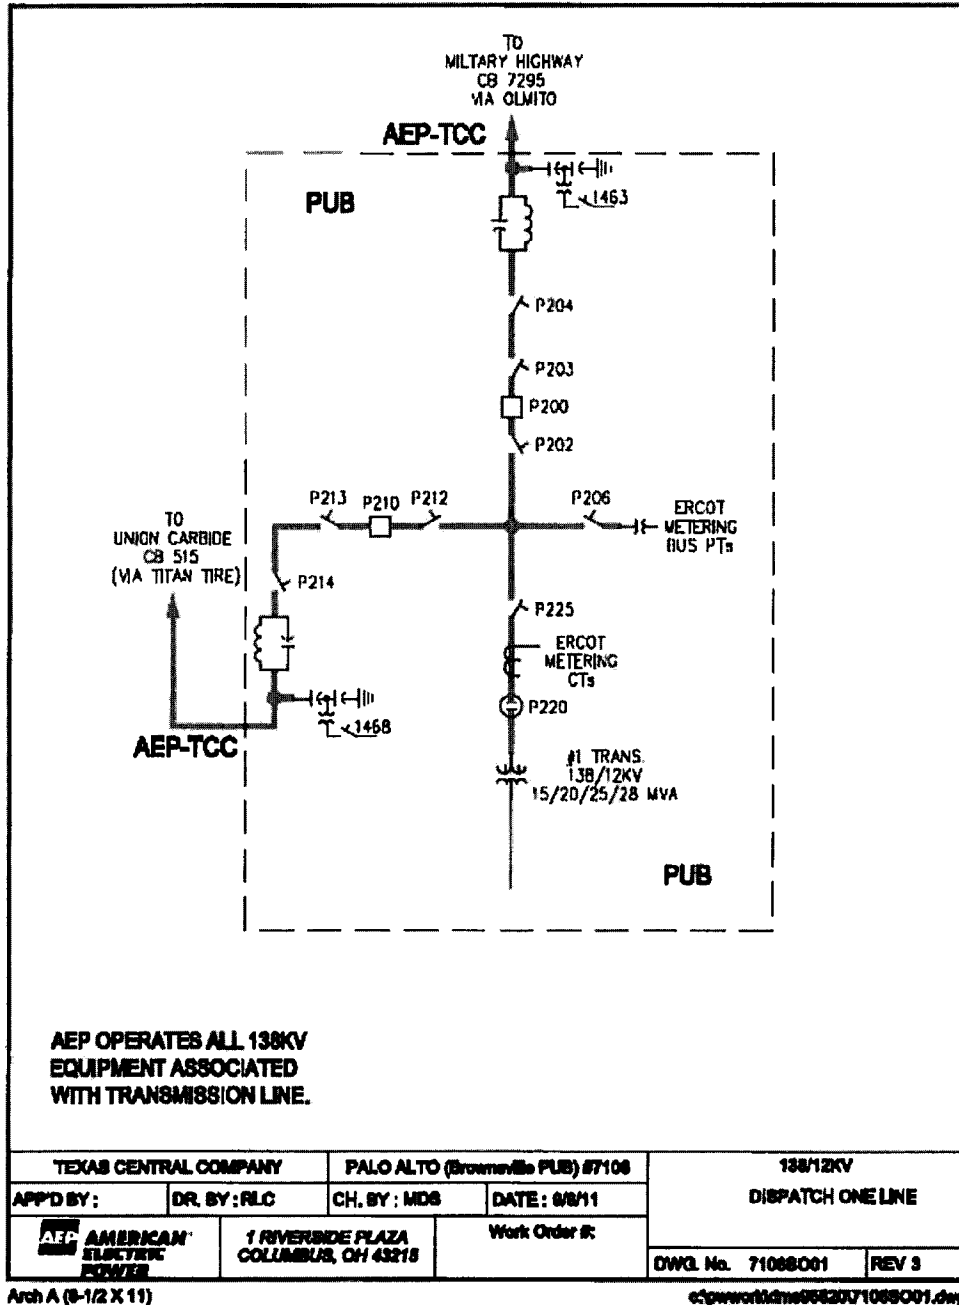 TO
MILTARY HIGHWAY
CB 7295
VIA OLMITO
AEP-TCC
PUB
1463
P204
P203
P200
P202
P213
P210
P212
P206
ERCOT
METERING
BUS PTs
TO
UNION CARBIDE
CB 515
(VIA TITAN TIRE)
P214
P225
ERCOT
METERING
CTs
P220
1468
AEP-TCC
#1 TRANS.
138/12KV
15/20/25/28 MVA
PUB
AEP OPERATES ALL 138KV
EQUIPMENT ASSOCIATED
WITH TRANSMISSION LINE.
TEXAS CENTRAL COMPANY
PALO ALTO (Brownsville PUB) #7106
138/12KV
DISPATCH ONE LINE
APP'D BY :
DR. BY : RLC
CH. BY : MDS
DATE : 9/8/11
AEP AMERICAN
ELECTRIC
POWER
1 RIVERSIDE PLAZA
COLUMBUS, OH 43215
Work Order #:
DWG. No. 7106SO01
REV 3
Arch A (8-1/2 X 11)